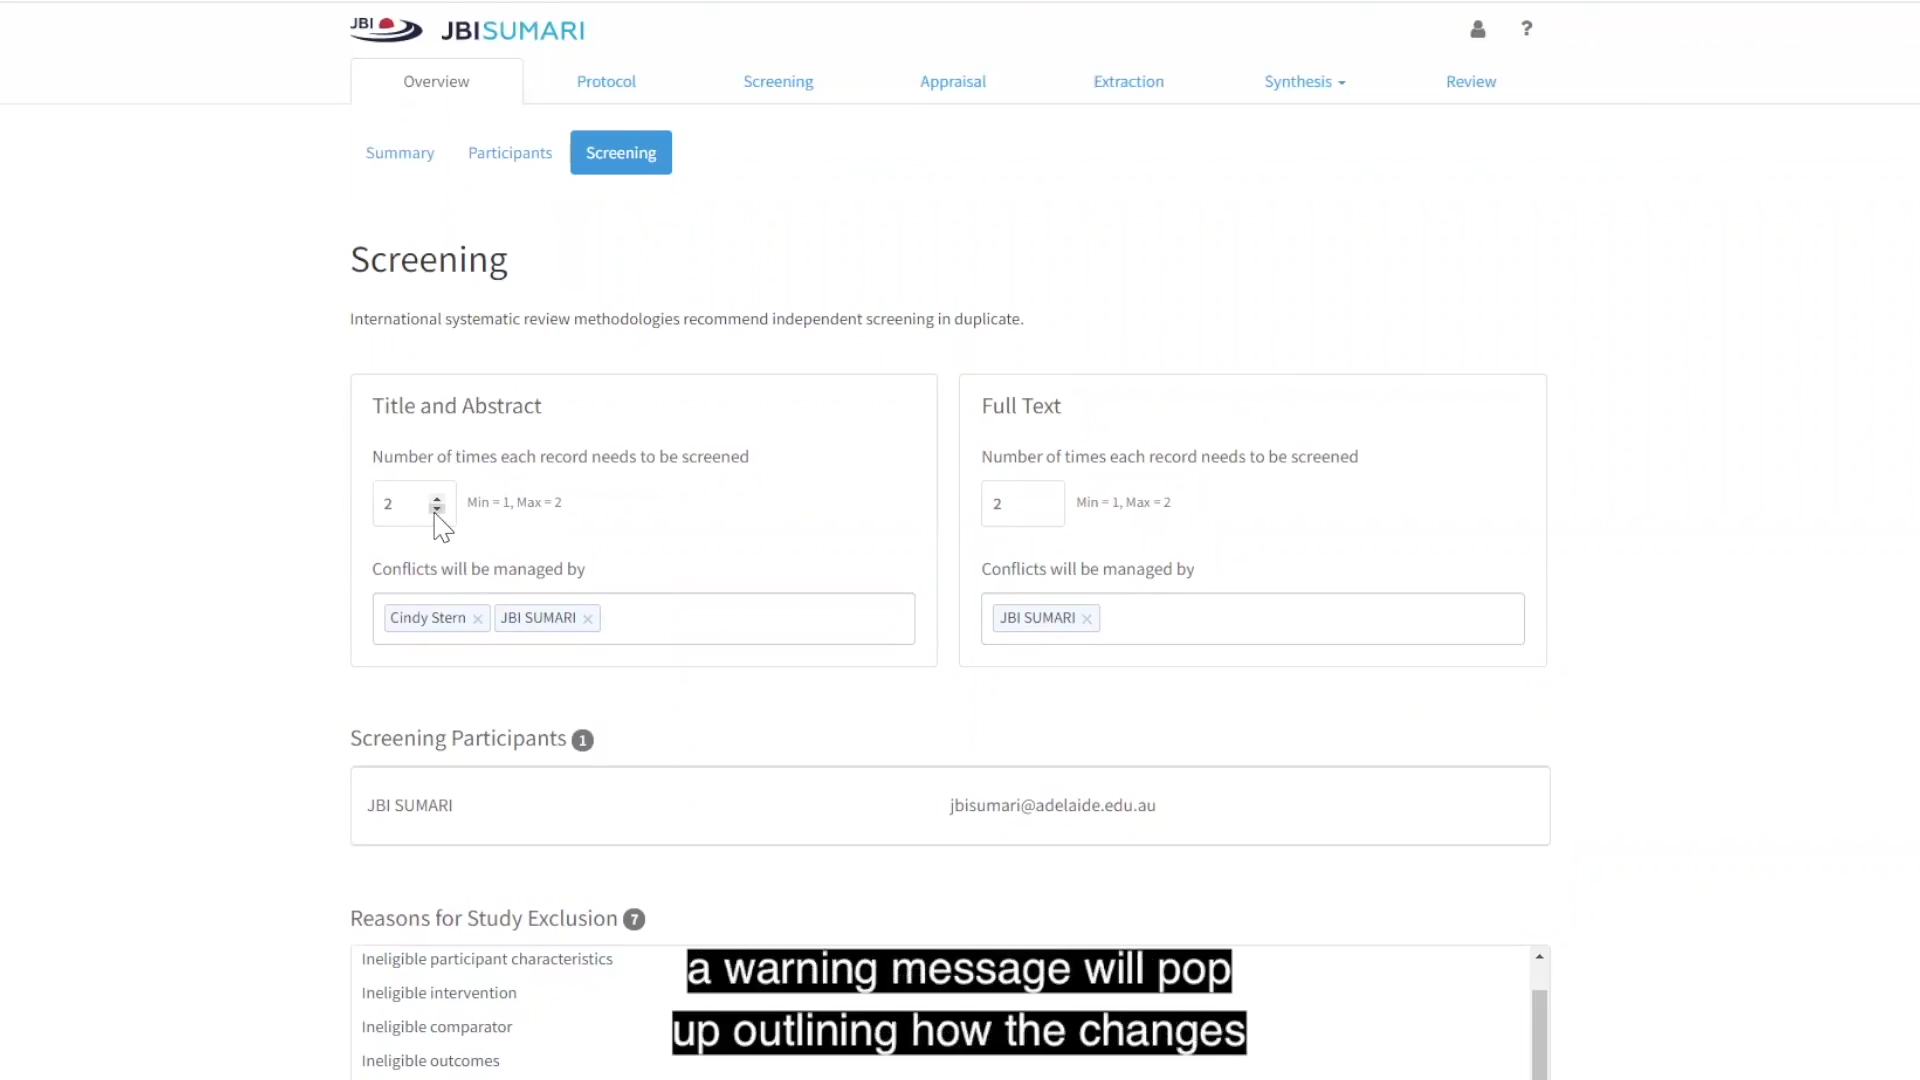 JBI JBISUMARI ?
Overview Protocol Screening Appraisal Extraction Synthesis Review
Summary Participants Screening
Screening
International systematic review methodologies recommend independent screening in duplicate.
Title and Abstract
Number of times each record needs to be screened
2 Min = 1, Max = 2
Conflicts will be managed by
Cindy Stern × JBI SUMARI ×
Full Text
Number of times each record needs to be screened
2 Min = 1, Max = 2
Conflicts will be managed by
JBI SUMARI ×
Screening Participants 1
JBI SUMARI jbisumari@adelaide.edu.au
Reasons for Study Exclusion 7
Ineligible participant characteristics
Ineligible intervention
Ineligible comparator
Ineligible outcomes
a warning message will pop
up outlining how the changes